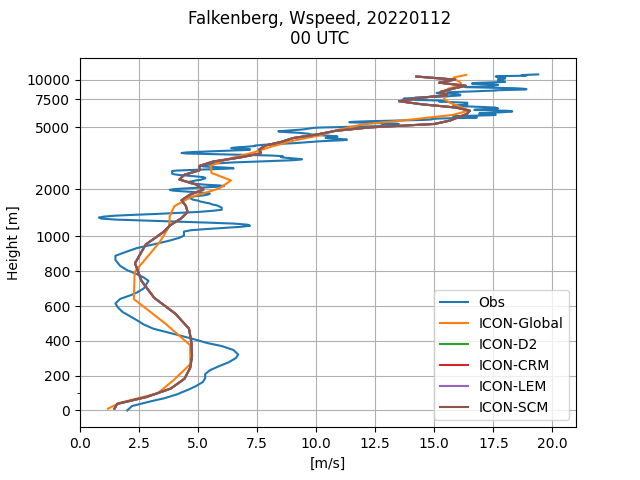 Falkenberg, Wspeed, 20220112
00 UTC
10000
7500
5000
2000
1000
800
600
400
200
0
Height [m]
0.0 2.5 5.0 7.5 10.0 12.5 15.0 17.5 20.0
[m/s]
Obs
ICON-Global
ICON-D2
ICON-CRM
ICON-LEM
ICON-SCM